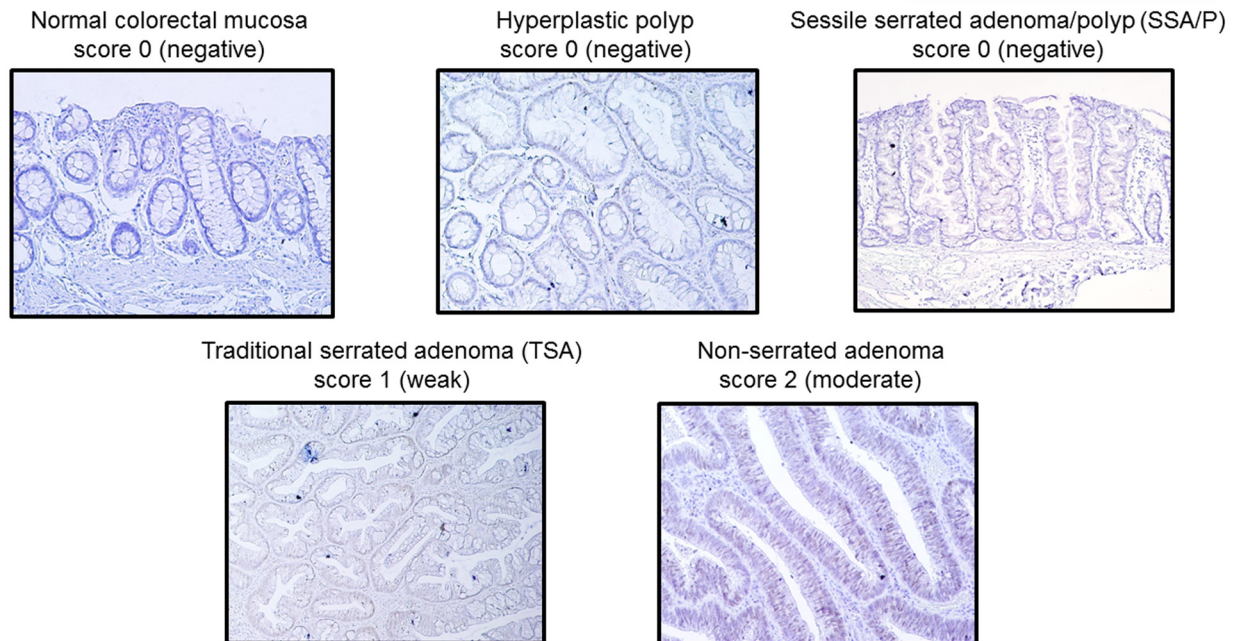 Normal colorectal mucosa
score 0 (negative)
Hyperplastic polyp
score 0 (negative)
Sessile serrated adenoma/polyp (SSA/P)
score 0 (negative)
Traditional serrated adenoma (TSA)
score 1 (weak)
Non-serrated adenoma
score 2 (moderate)